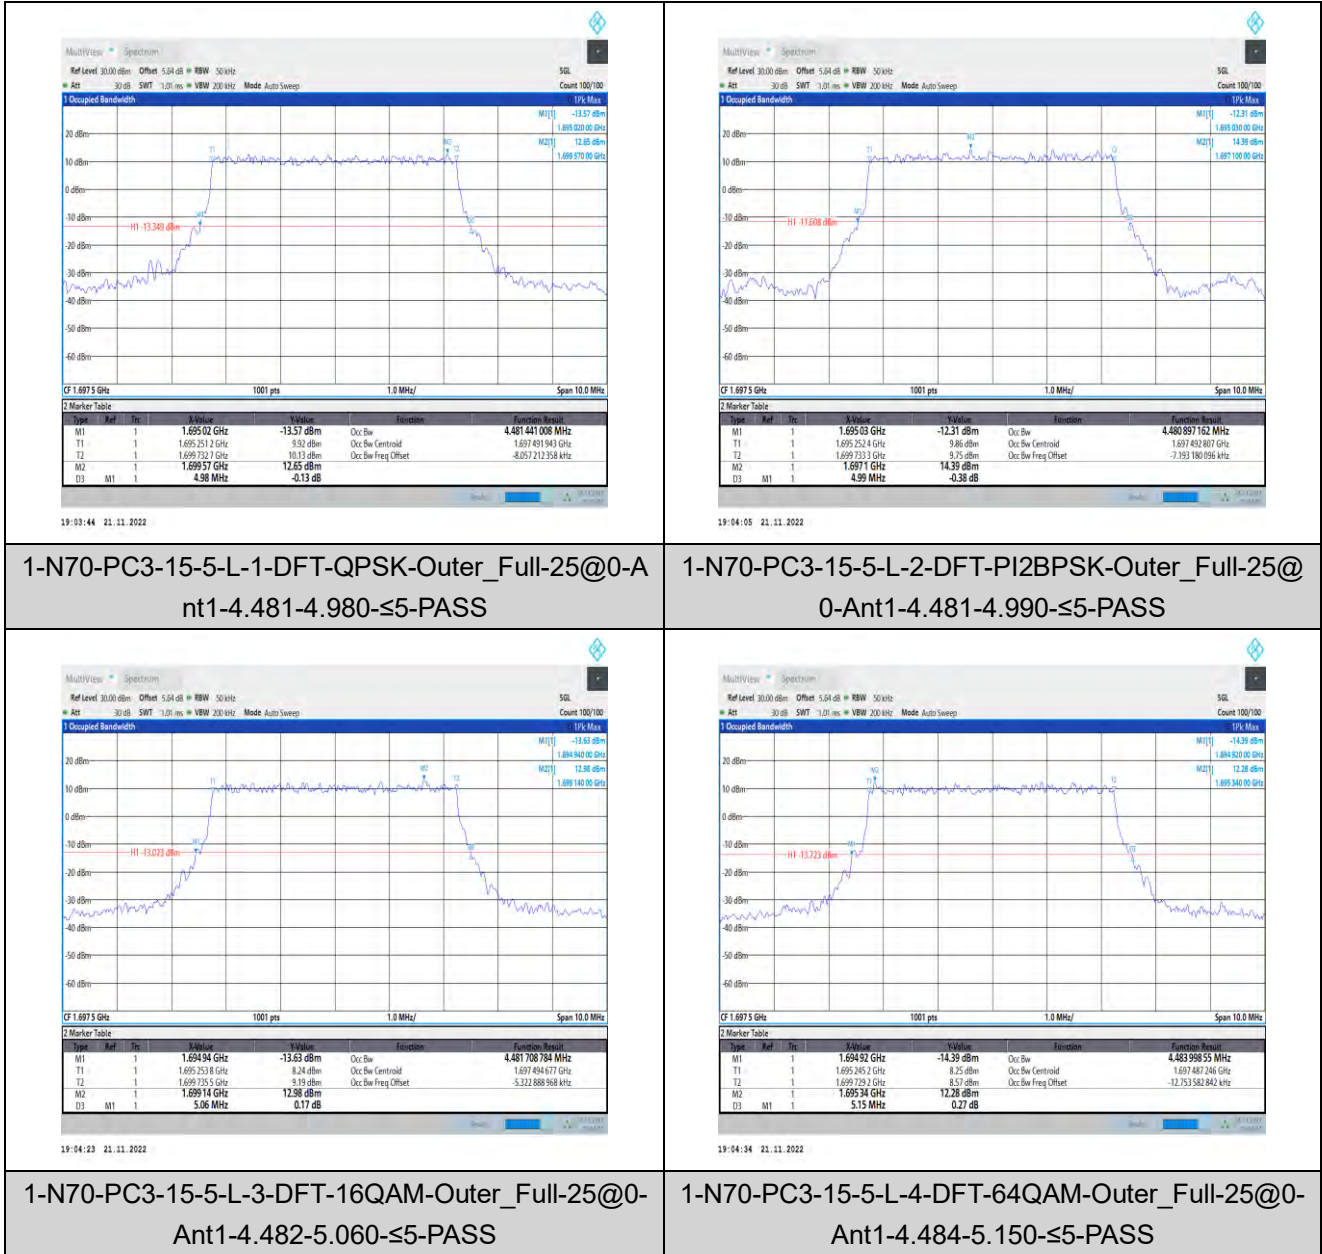 MultiView Spectrum
Ref Level 30.00 dBm Offset 5.64 dB RBW 50 kHz SGL
Att 30 dB SWT 1.01 ms VBW 200 kHz Mode Auto Sweep Count 100/100
1 Occupied Bandwidth 1Pk Max
M1[1] -13.57 dBm
1.695 020 00 GHz
M2[1] 12.65 dBm
1.699 570 00 GHz
20 dBm
10 dBm
0 dBm
-10 dBm
H1 -13.349 dBm
-20 dBm
-30 dBm
-40 dBm
-50 dBm
-60 dBm
CF 1.697 5 GHz 1001 pts 1.0 MHz/ Span 10.0 MHz
2 Marker Table
Type Ref Trc X-Value Y-Value Function Function Result
M1 1 1.695 02 GHz -13.57 dBm Occ Bw 4.481 441 008 MHz
T1 1 1.695 251 2 GHz 9.92 dBm Occ Bw Centroid 1.697 491 943 GHz
T2 1 1.699 732 7 GHz 10.13 dBm Occ Bw Freq Offset -8.057 212 358 kHz
M2 1 1.699 57 GHz 12.65 dBm
D3 M1 1 4.98 MHz -0.13 dB
19:03:44 21.11.2022
MultiView Spectrum
Ref Level 30.00 dBm Offset 5.64 dB RBW 50 kHz SGL
Att 30 dB SWT 1.01 ms VBW 200 kHz Mode Auto Sweep Count 100/100
1 Occupied Bandwidth 1Pk Max
M1[1] -12.31 dBm
1.695 030 00 GHz
M2[1] 14.39 dBm
1.697 100 00 GHz
20 dBm
10 dBm
0 dBm
-10 dBm
H1 -11.608 dBm
-20 dBm
-30 dBm
-40 dBm
-50 dBm
-60 dBm
CF 1.697 5 GHz 1001 pts 1.0 MHz/ Span 10.0 MHz
2 Marker Table
Type Ref Trc X-Value Y-Value Function Function Result
M1 1 1.695 03 GHz -12.31 dBm Occ Bw 4.480 897 162 MHz
T1 1 1.695 252 4 GHz 9.86 dBm Occ Bw Centroid 1.697 492 807 GHz
T2 1 1.699 733 3 GHz 9.75 dBm Occ Bw Freq Offset -7.193 180 096 kHz
M2 1 1.697 1 GHz 14.39 dBm
D3 M1 1 4.99 MHz -0.38 dB
19:04:05 21.11.2022
1-N70-PC3-15-5-L-1-DFT-QPSK-Outer_Full-25@0-A
nt1-4.481-4.980-≤5-PASS
1-N70-PC3-15-5-L-2-DFT-PI2BPSK-Outer_Full-25@
0-Ant1-4.481-4.990-≤5-PASS
MultiView Spectrum
Ref Level 30.00 dBm Offset 5.64 dB RBW 50 kHz SGL
Att 30 dB SWT 1.01 ms VBW 200 kHz Mode Auto Sweep Count 100/100
1 Occupied Bandwidth 1Pk Max
M1[1] -13.63 dBm
1.694 940 00 GHz
M2[1] 12.98 dBm
1.699 140 00 GHz
20 dBm
10 dBm
0 dBm
-10 dBm
H1 -13.023 dBm
-20 dBm
-30 dBm
-40 dBm
-50 dBm
-60 dBm
CF 1.697 5 GHz 1001 pts 1.0 MHz/ Span 10.0 MHz
2 Marker Table
Type Ref Trc X-Value Y-Value Function Function Result
M1 1 1.694 94 GHz -13.63 dBm Occ Bw 4.481 708 784 MHz
T1 1 1.695 253 8 GHz 8.24 dBm Occ Bw Centroid 1.697 494 677 GHz
T2 1 1.699 735 5 GHz 9.19 dBm Occ Bw Freq Offset -5.322 888 968 kHz
M2 1 1.699 14 GHz 12.98 dBm
D3 M1 1 5.06 MHz 0.17 dB
19:04:23 21.11.2022
MultiView Spectrum
Ref Level 30.00 dBm Offset 5.64 dB RBW 50 kHz SGL
Att 30 dB SWT 1.01 ms VBW 200 kHz Mode Auto Sweep Count 100/100
1 Occupied Bandwidth 1Pk Max
M1[1] -14.39 dBm
1.694 920 00 GHz
M2[1] 12.28 dBm
1.695 340 00 GHz
20 dBm
10 dBm
0 dBm
-10 dBm
H1 -13.723 dBm
-20 dBm
-30 dBm
-40 dBm
-50 dBm
-60 dBm
CF 1.697 5 GHz 1001 pts 1.0 MHz/ Span 10.0 MHz
2 Marker Table
Type Ref Trc X-Value Y-Value Function Function Result
M1 1 1.694 92 GHz -14.39 dBm Occ Bw 4.483 998 55 MHz
T1 1 1.695 245 2 GHz 8.25 dBm Occ Bw Centroid 1.697 487 246 GHz
T2 1 1.699 729 2 GHz 8.57 dBm Occ Bw Freq Offset -12.753 582 842 kHz
M2 1 1.695 34 GHz 12.28 dBm
D3 M1 1 5.15 MHz 0.27 dB
19:04:34 21.11.2022
1-N70-PC3-15-5-L-3-DFT-16QAM-Outer_Full-25@0-
Ant1-4.482-5.060-≤5-PASS
1-N70-PC3-15-5-L-4-DFT-64QAM-Outer_Full-25@0-
Ant1-4.484-5.150-≤5-PASS